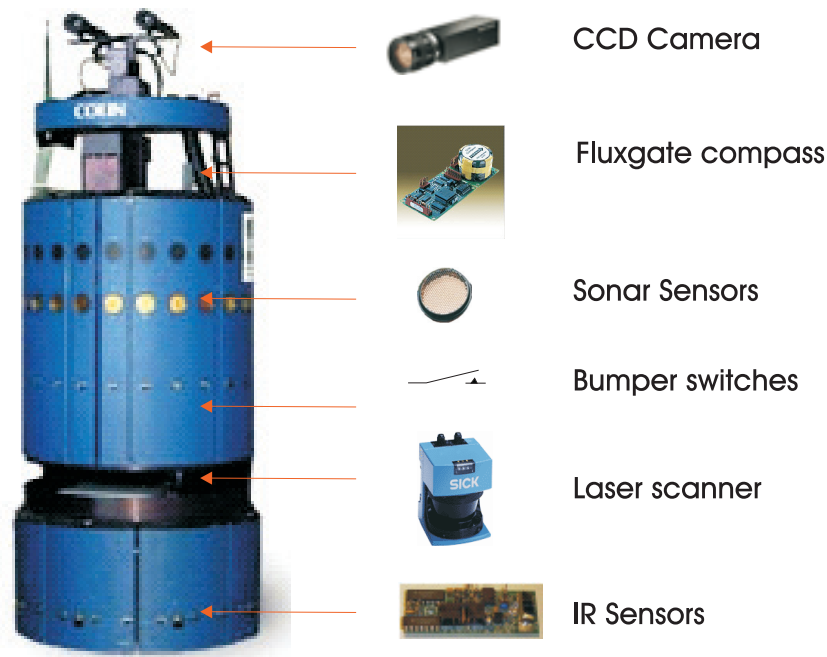 CCD Camera
COLIN
Fluxgate compass
Sonar Sensors
Bumper switches
SICK
Laser scanner
IR Sensors